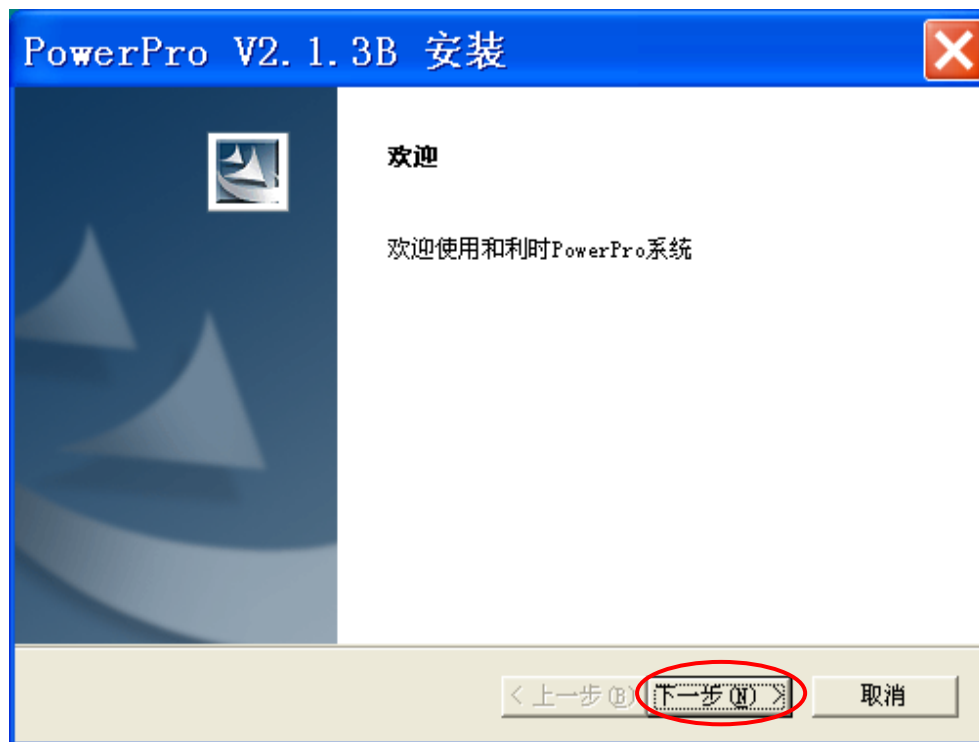 PowerPro V2.1.3B 安装
欢迎
欢迎使用和利时PowerPro系统
< 上一步(B) 下一步(N) > 取消